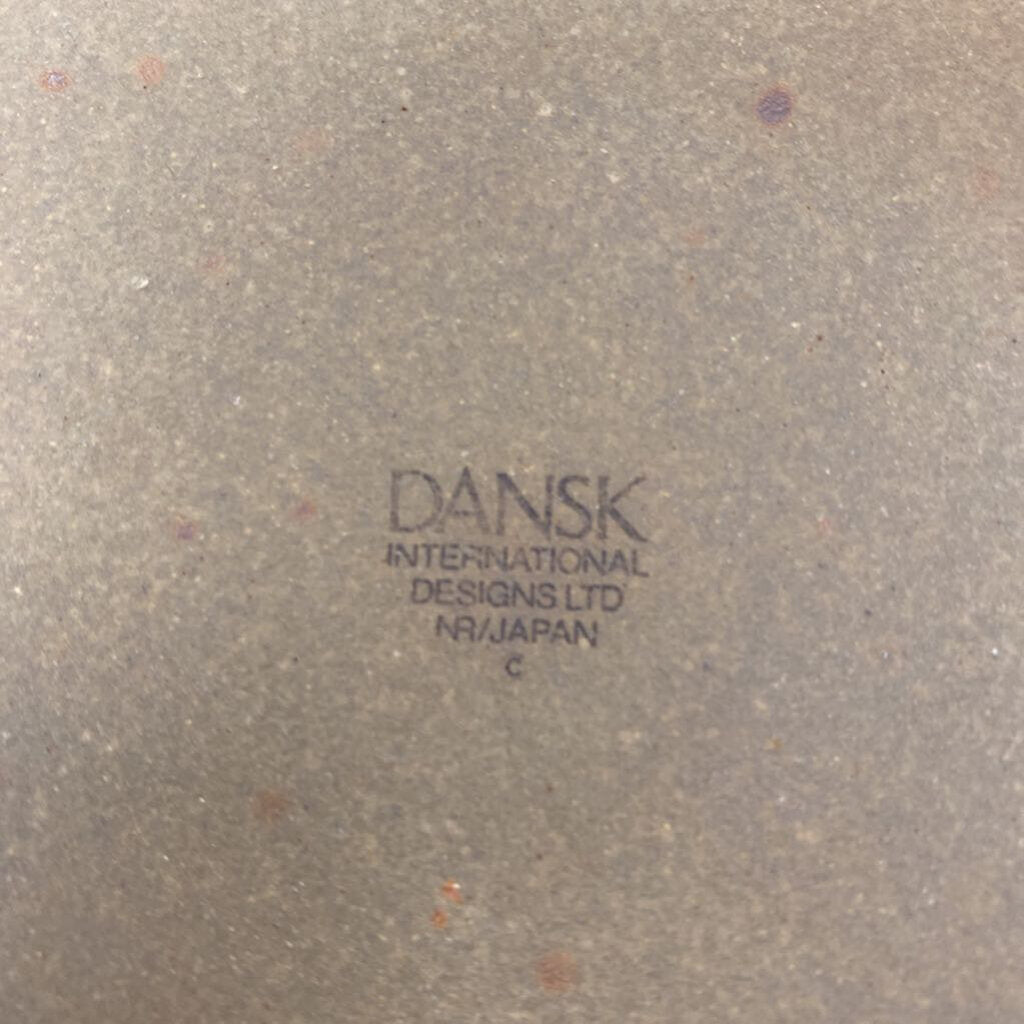 DANSK
INTERNATIONAL
DESIGNS LTD
NR/JAPAN
C